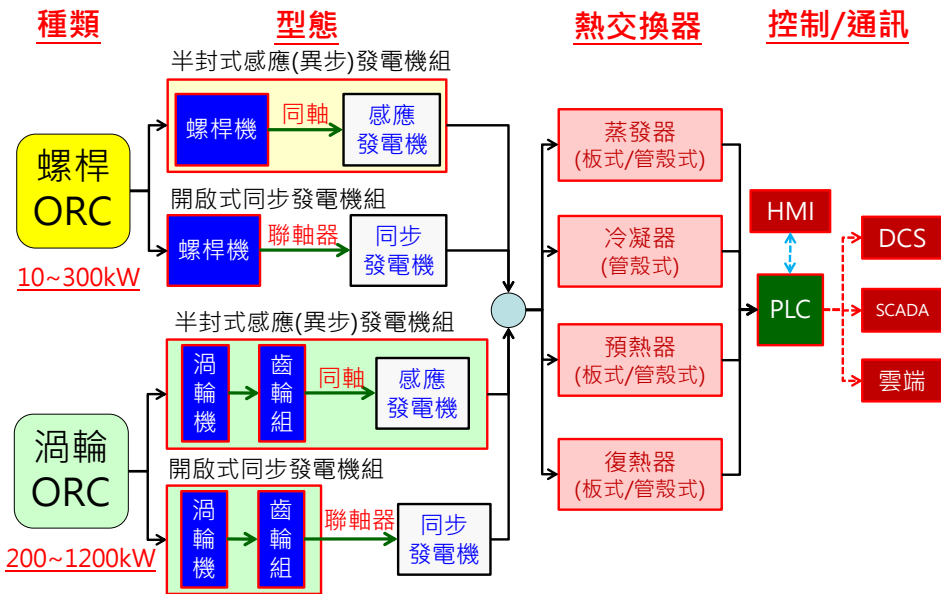 種類
型態
熱交換器
控制/通訊
半封式感應(異步)發電機組
螺桿機
同軸
感應
發電機
螺桿
ORC
10~300kW
開啟式同步發電機組
螺桿機
聯軸器
同步
發電機
半封式感應(異步)發電機組
渦輪機
齒輪組
同軸
感應
發電機
渦輪
ORC
200~1200kW
開啟式同步發電機組
渦輪機
齒輪組
聯軸器
同步
發電機
蒸發器
(板式/管殼式)
冷凝器
(管殼式)
預熱器
(板式/管殼式)
復熱器
(板式/管殼式)
HMI
PLC
DCS
SCADA
雲端